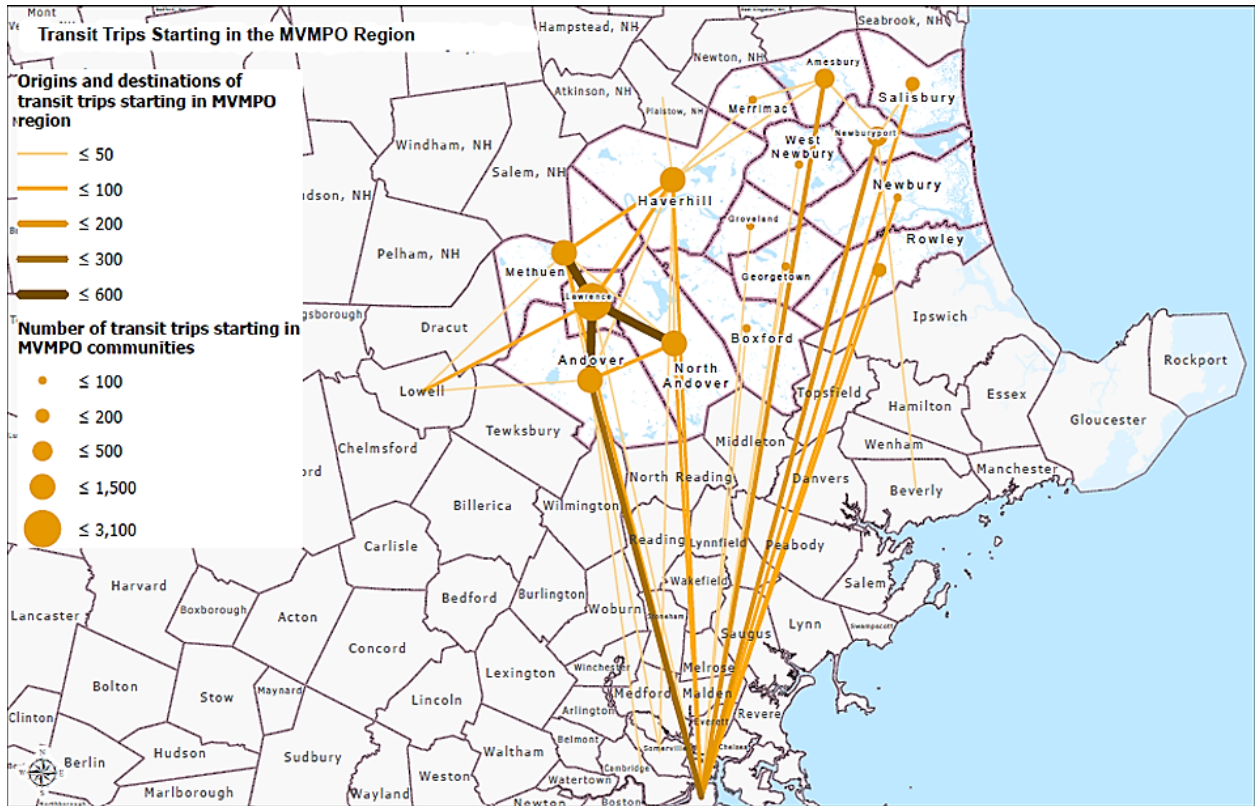 Mont
Hampstead, NH
Seabrook, NH
Transit Trips Starting in the MVMPO Region
Newton, NH
Amesbury
Origins and destinations of
transit trips starting in MVMPO
region
Atkinson, NH
Plaistow, NH
Merrimac
Salisbury
≤ 50
≤ 100
≤ 200
≤ 300
≤ 600
Windham, NH
Salem, NH
West
Newbury
Newburyport
Newbury
Haverhill
Groveland
Rowley
Pelham, NH
Methuen
Georgetown
Lawrence
Number of transit trips starting in
MVMPO communities
≤ 100
≤ 200
≤ 500
≤ 1,500
≤ 3,100
Dracut
Ipswich
Boxford
Andover
North
Andover
Rockport
Lowell
Topsfield
Essex
Hamilton
Gloucester
Tewksbury
Chelmsford
Middleton
Wenham
Manchester
North Reading
Danvers
Beverly
Billerica
Wilmington
Reading
Lynnfield
Peabody
Carlisle
Wakefield
Salem
Harvard
Bedford
Burlington
Woburn
Stoneham
Lancaster
Boxborough
Acton
Saugus
Lynn
Swampscott
Concord
Winchester
Melrose
Lexington
Bolton
Stow
Maynard
Lincoln
Medford
Malden
Arlington
Revere
Everett
Clinton
Belmont
Somerville
Chelsea
Hudson
Sudbury
Waltham
Cambridge
Berlin
N
E
S
Weston
Watertown
Marlborough
Wayland
Newton
Boston